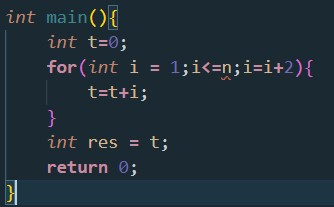 int main(){
    int t=0;
    for(int i = 1;i<=n;i=i+2){
        t=t+i;
    }
    int res = t;
    return 0;
}